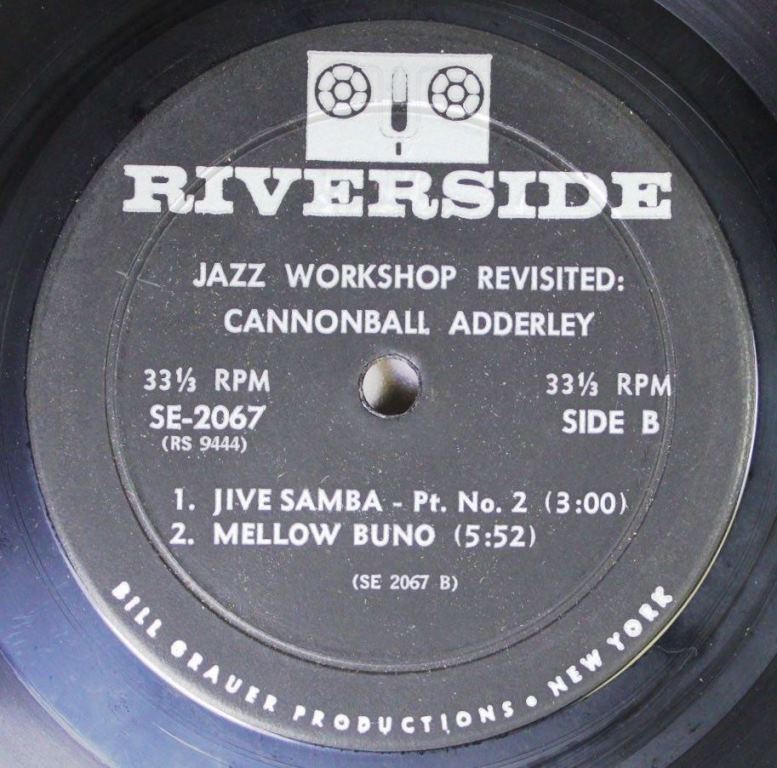 RIVERSIDE
JAZZ WORKSHOP REVISITED:
CANNONBALL ADDERLEY
33⅓ RPM 33⅓ RPM
SE-2067 SIDE B
(RS 9444)
1. JIVE SAMBA - Pt. No. 2 (3:00)
2. MELLOW BUNO (5:52)
(SE 2067 B)
BILL GRAUER PRODUCTIONS • NEW YORK